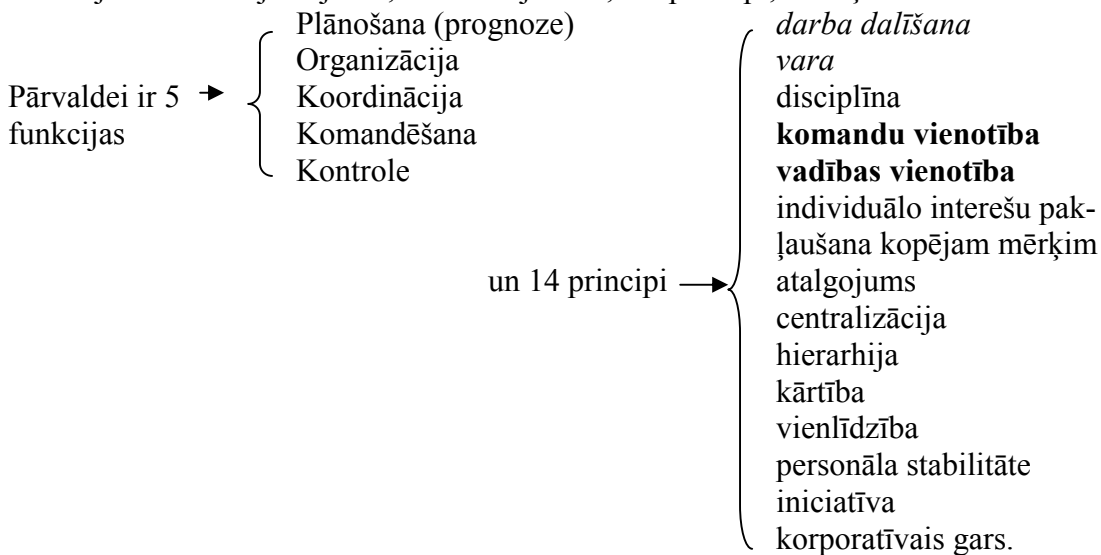 Plānošana (prognoze)
Organizācija
Pārvaldei ir 5
Koordinācija
funkcijas
Komandēšana
Kontrole
un 14 principi
darba dalīšana
vara
disciplīna
komandu vienotība
vadības vienotība
individuālo interešu pak-
ļaušana kopējam mērķim
atalgojums
centralizācija
hierarhija
kārtība
vienlīdzība
personāla stabilitāte
iniciatīva
korporatīvais gars.